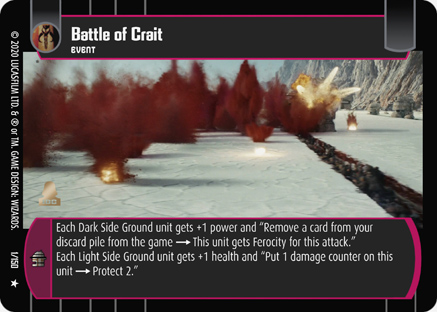 Battle of Crait
EVENT
© 2020 LUCASFILM LTD. & ® or TM. GAME DESIGN: WIZARDS.
1/150
Each Dark Side Ground unit gets +1 power and “Remove a card from your
discard pile from the game → This unit gets Ferocity for this attack.”
Each Light Side Ground unit gets +1 health and “Put 1 damage counter on this
unit → Protect 2.”